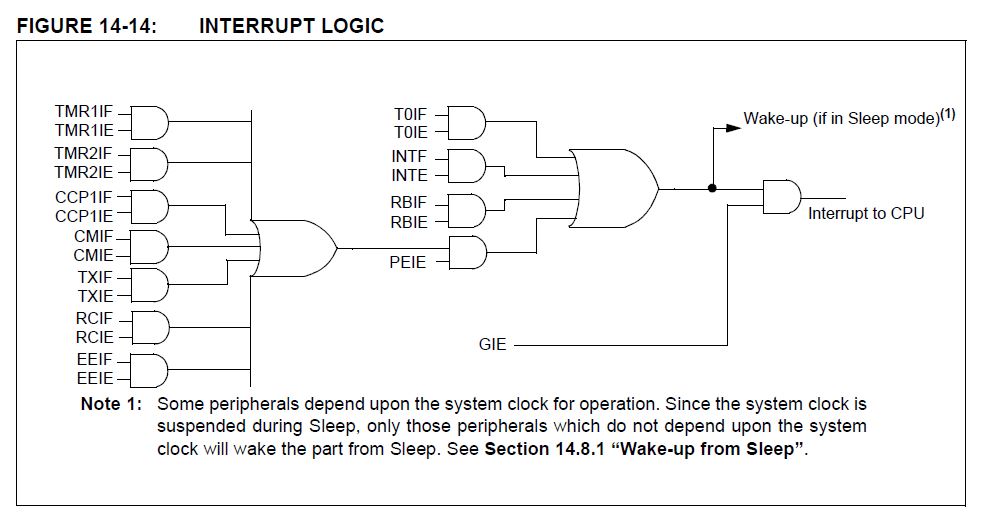 FIGURE 14-14: INTERRUPT LOGIC
TMR1IF
TMR1IE
TMR2IF
TMR2IE
CCP1IF
CCP1IE
CMIF
CMIE
TXIF
TXIE
RCIF
RCIE
EEIF
EEIE
T0IF
T0IE
INTF
INTE
RBIF
RBIE
PEIE
GIE
Wake-up (if in Sleep mode)(1)
Interrupt to CPU
Note 1: Some peripherals depend upon the system clock for operation. Since the system clock is
suspended during Sleep, only those peripherals which do not depend upon the system
clock will wake the part from Sleep. See Section 14.8.1 “Wake-up from Sleep”.